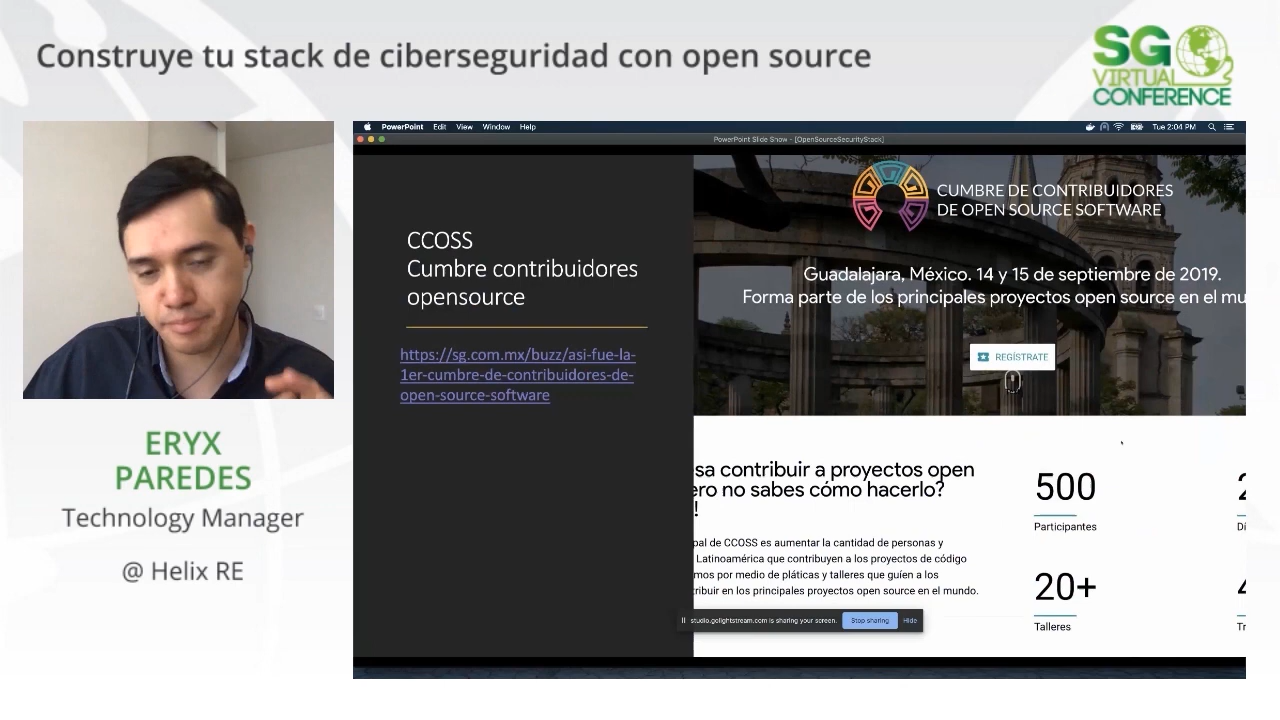 Construye tu stack de ciberseguridad con open source
SG
VIRTUAL
CONFERENCE
PowerPoint Edit View Window Help
Tue 2:04 PM
PowerPoint Slide Show - [OpenSourceSecurityStack]
CCOSS
Cumbre contribuidores
opensource
https://sg.com.mx/buzz/asi-fue-la-
1er-cumbre-de-contribuidores-de-
open-source-software
CUMBRE DE CONTRIBUIDORES
DE OPEN SOURCE SOFTWARE
Guadalajara, México. 14 y 15 de septiembre de 2019.
Forma parte de los principales proyectos open source en el mu
REGÍSTRATE
sa contribuir a proyectos open
ero no sabes cómo hacerlo?
!
pal de CCOSS es aumentar la cantidad de personas y
Latinoamérica que contribuyen a los proyectos de código
mos por medio de pláticas y talleres que guíen a los
tribuir en los principales proyectos open source en el mundo.
500
Participantes
2
Di
20+
Talleres
4
Tr
studio.golightstream.com is sharing your screen. Stop sharing Hide
ERYX
PAREDES
Technology Manager
@ Helix RE